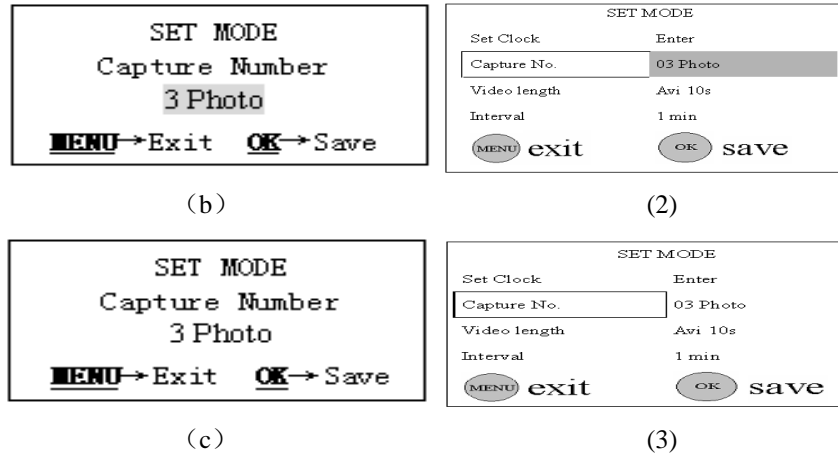 SET MODE
Capture Number
3 Photo
MENU→Exit OK→Save
(b)
SET MODE
Set Clock Enter
Capture No. 03 Photo
Video length Avi 10s
Interval 1 min
MENU exit OK save
(2)
SET MODE
Capture Number
3 Photo
MENU→Exit OK→Save
(c)
SET MODE
Set Clock Enter
Capture No. 03 Photo
Video length Avi 10s
Interval 1 min
MENU exit OK save
(3)